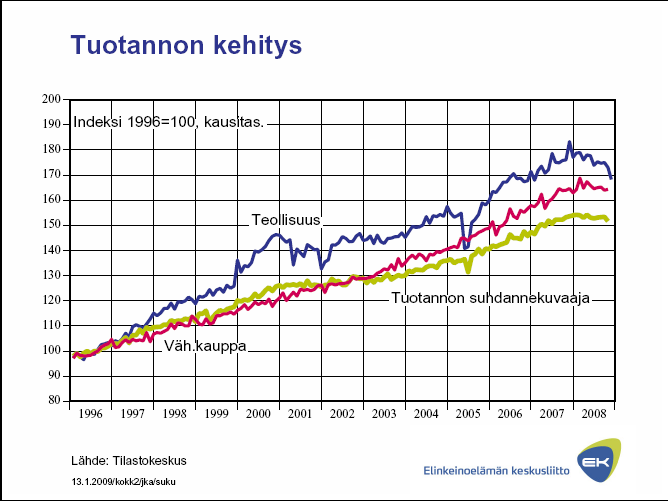 Tuotannon kehitys
200
190
Indeksi 1996=100, kausitas.
180
170
160
Teollisuus
150
140
130
Tuotannon suhdannekuvaaja
120
110
Väh.kauppa
100
90
80
1996 1997 1998 1999 2000 2001 2002 2003 2004 2005 2006 2007 2008
Lähde: Tilastokeskus
13.1.2009/kokk2/jka/suku
Elinkeinoelämän keskusliitto
EK